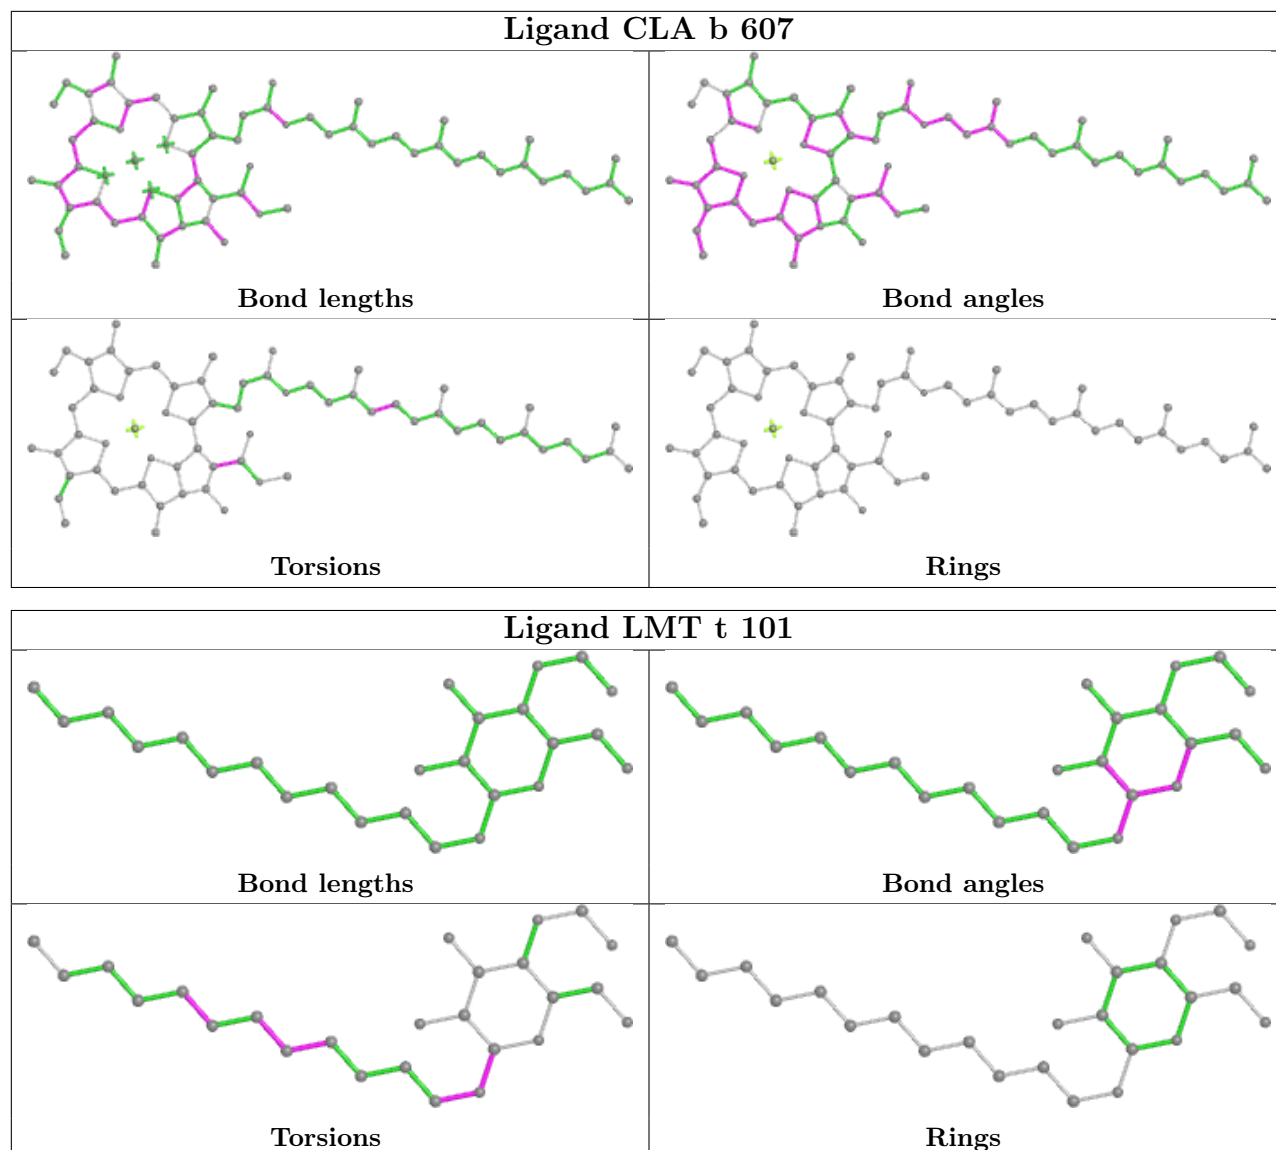 Ligand CLA b 607
Bond lengths
Bond angles
Torsions
Rings
Ligand LMT t 101
Bond lengths
Bond angles
Torsions
Rings